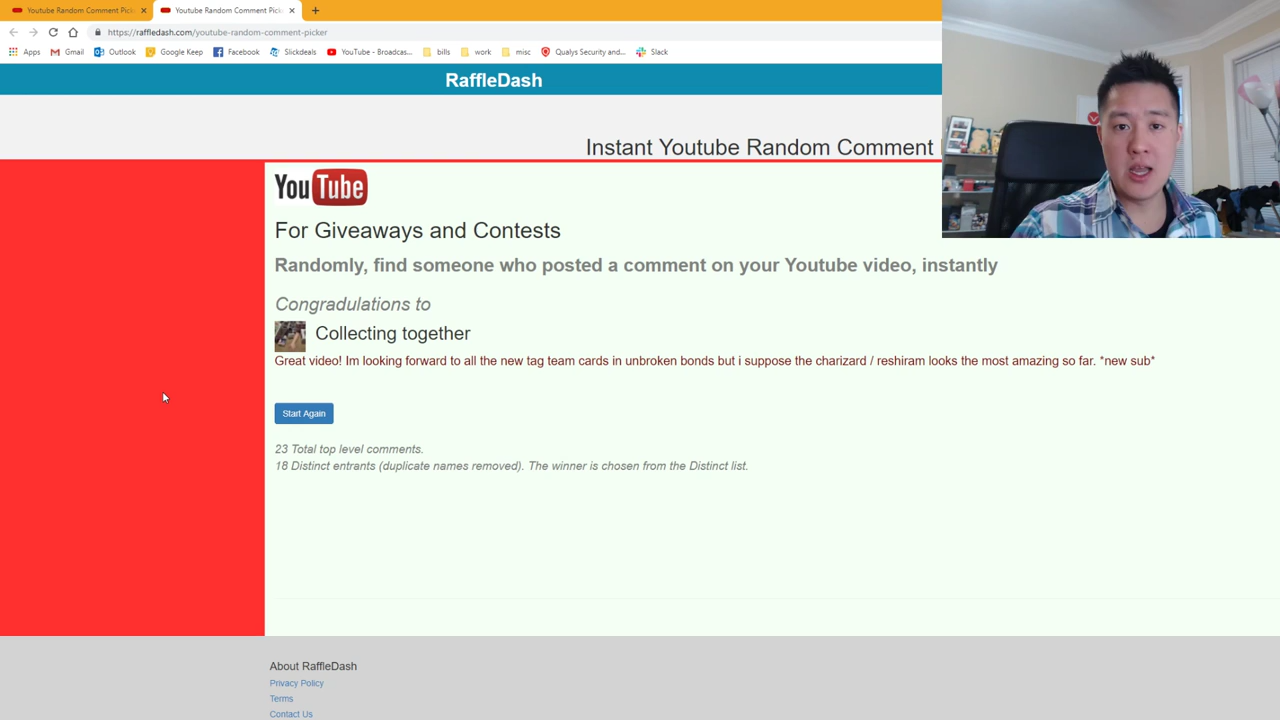 Youtube Random Comment Pick
Youtube Random Comment Pick
https://raffledash.com/youtube-random-comment-picker
Apps Gmail Outlook Google Keep Facebook Slickdeals YouTube - Broadcas... bills work misc Qualys Security and... Slack
RaffleDash
Instant Youtube Random Comment
YouTube
For Giveaways and Contests
Randomly, find someone who posted a comment on your Youtube video, instantly
Congradulations to
Collecting together
Great video! Im looking forward to all the new tag team cards in unbroken bonds but i suppose the charizard / reshiram looks the most amazing so far. *new sub*
Start Again
23 Total top level comments.
18 Distinct entrants (duplicate names removed). The winner is chosen from the Distinct list.
About RaffleDash
Privacy Policy
Terms
Contact Us